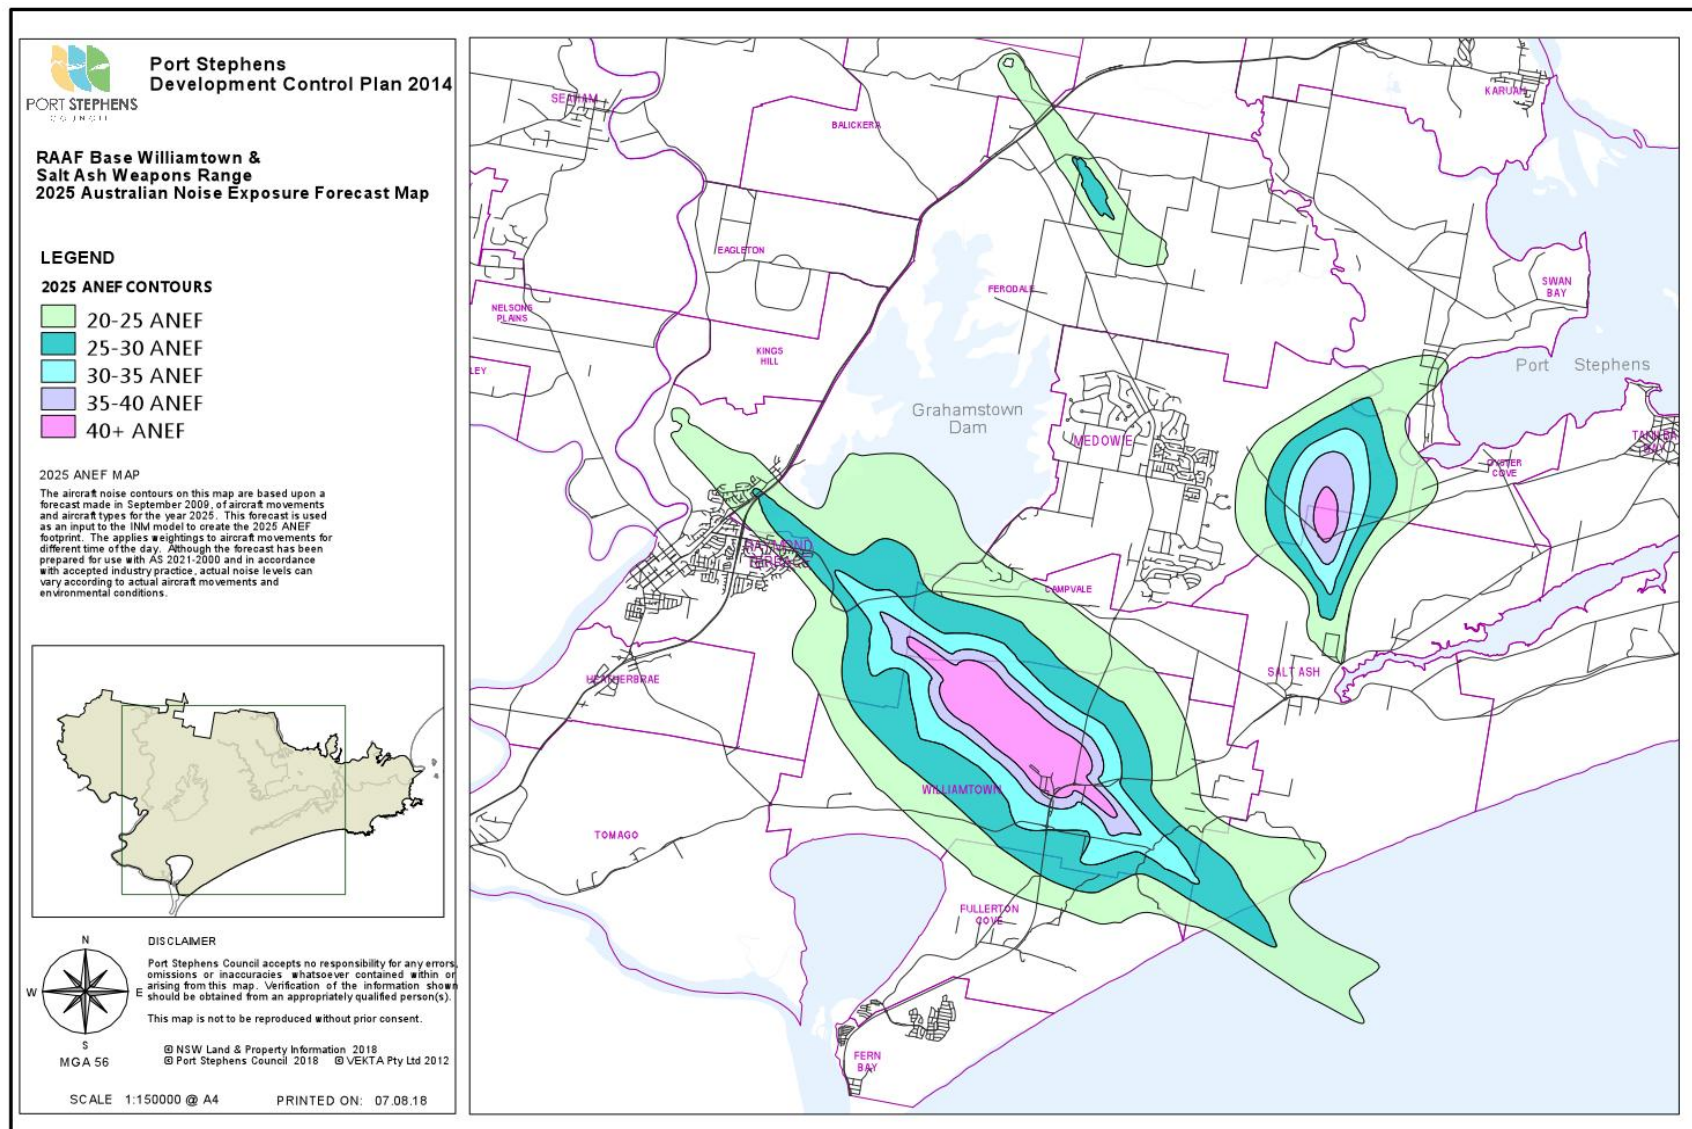 Port Stephens
Development Control Plan 2014
PORT STEPHENS
COUNCIL
RAAF Base Williamtown &
Salt Ash Weapons Range
2025 Australian Noise Exposure Forecast Map
LEGEND
2025 ANEF CONTOURS
20-25 ANEF
25-30 ANEF
30-35 ANEF
35-40 ANEF
40+ ANEF
2025 ANEF MAP
The aircraft noise contours on this map are based upon a
forecast made in September 2009, of aircraft movements
and aircraft types for the year 2025. This forecast is used
as an input to the INM model to create the 2025 ANEF
footprint. The applies weightings to aircraft movements for
different time of the day. Although the forecast has been
prepared for use with AS 2021-2000 and in accordance
with accepted industry practice, actual noise levels can
vary according to actual aircraft movements and
environmental conditions.
N
W
E
S
MGA 56
DISCLAIMER
Port Stephens Council accepts no responsibility for any errors,
omissions or inaccuracies whatsoever contained within or
arising from this map. Verification of the information shown
should be obtained from an appropriately qualified person(s).
This map is not to be reproduced without prior consent.
© NSW Land & Property Information 2018
© Port Stephens Council 2018 © VEKTA Pty Ltd 2012
SCALE 1:150000 @ A4
PRINTED ON: 07.08.18
SEAHAM
BALICKERA
KARUAH
EAGLETON
FERODALE
SWAN
BAY
NELSONS
PLAINS
KINGS
HILL
LEY
Port Stephens
Grahamstown
Dam
MEDOWIE
TANILBA
BAY
OYSTER
COVE
RAYMOND
TERRACE
CAMPVALE
HEATHERBRAE
SALT ASH
WILLIAMTOWN
TOMAGO
FULLERTON
COVE
FERN
BAY